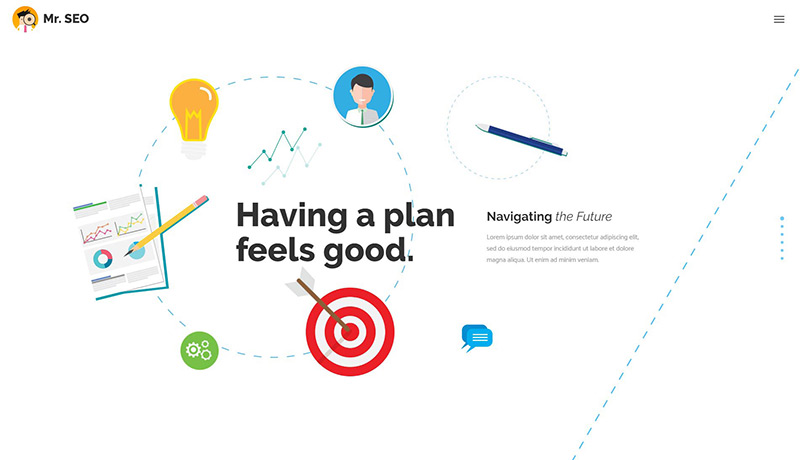 Mr. SEO
Having a plan
feels good.
Navigating the Future
Lorem ipsum dolor sit amet, consectetur adipiscing elit,
sed do eiusmod tempor incididunt ut labore et dolore
magna aliqua. Ut enim ad minim veniam.